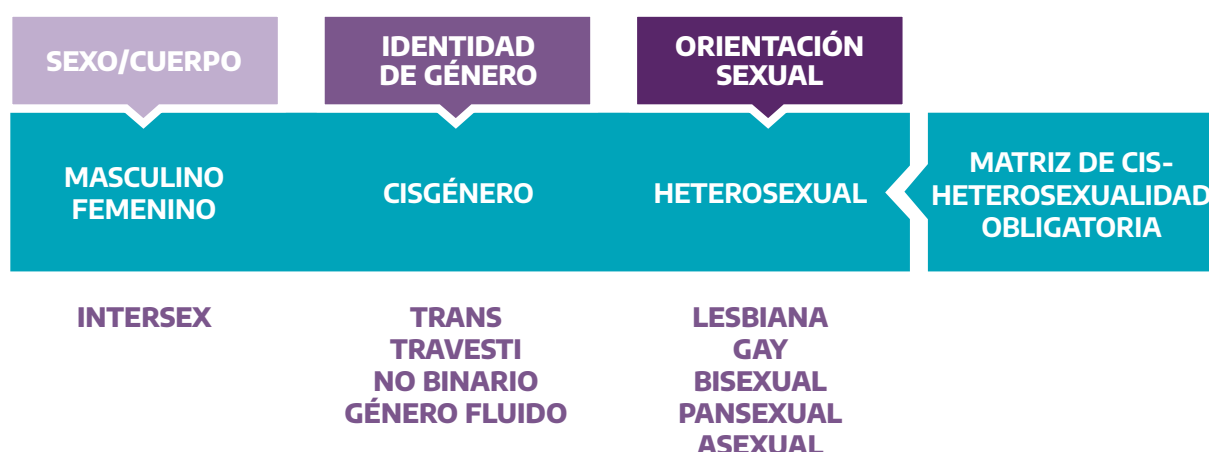 SEXO/CUERPO
IDENTIDAD
DE GÉNERO
ORIENTACIÓN
SEXUAL
MASCULINO
FEMENINO
CISGÉNERO
HETEROSEXUAL
MATRIZ DE CIS-
HETEROSEXUALIDAD
OBLIGATORIA
INTERSEX
TRANS
TRAVESTI
NO BINARIO
GÉNERO FLUIDO
LESBIANA
GAY
BISEXUAL
PANSEXUAL
ASEXUAL